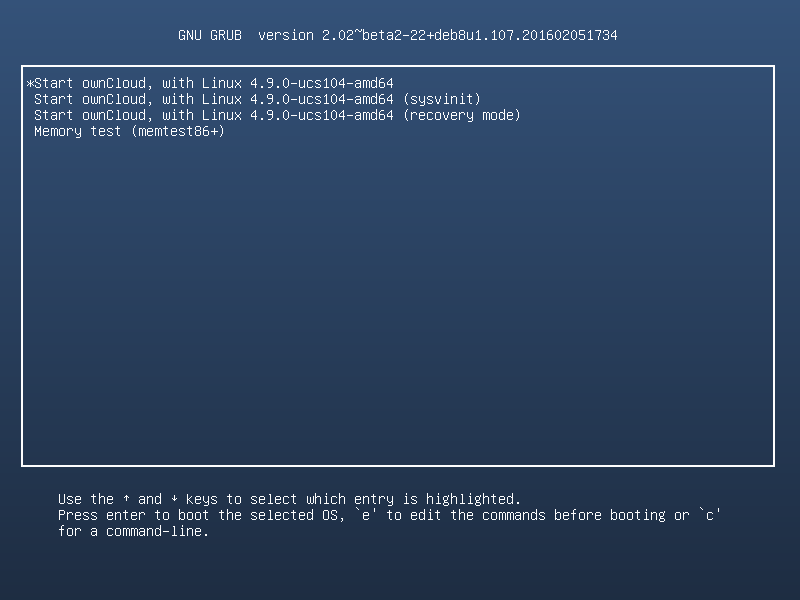 GNU GRUB  version 2.02~beta2-22+deb8u1.107.201602051734
*Start ownCloud, with Linux 4.9.0-ucs104-amd64
Start ownCloud, with Linux 4.9.0-ucs104-amd64 (sysvinit)
Start ownCloud, with Linux 4.9.0-ucs104-amd64 (recovery mode)
Memory test (memtest86+)
Use the ↑ and ↓ keys to select which entry is highlighted.
Press enter to boot the selected OS, `e' to edit the commands before booting or `c'
for a command-line.